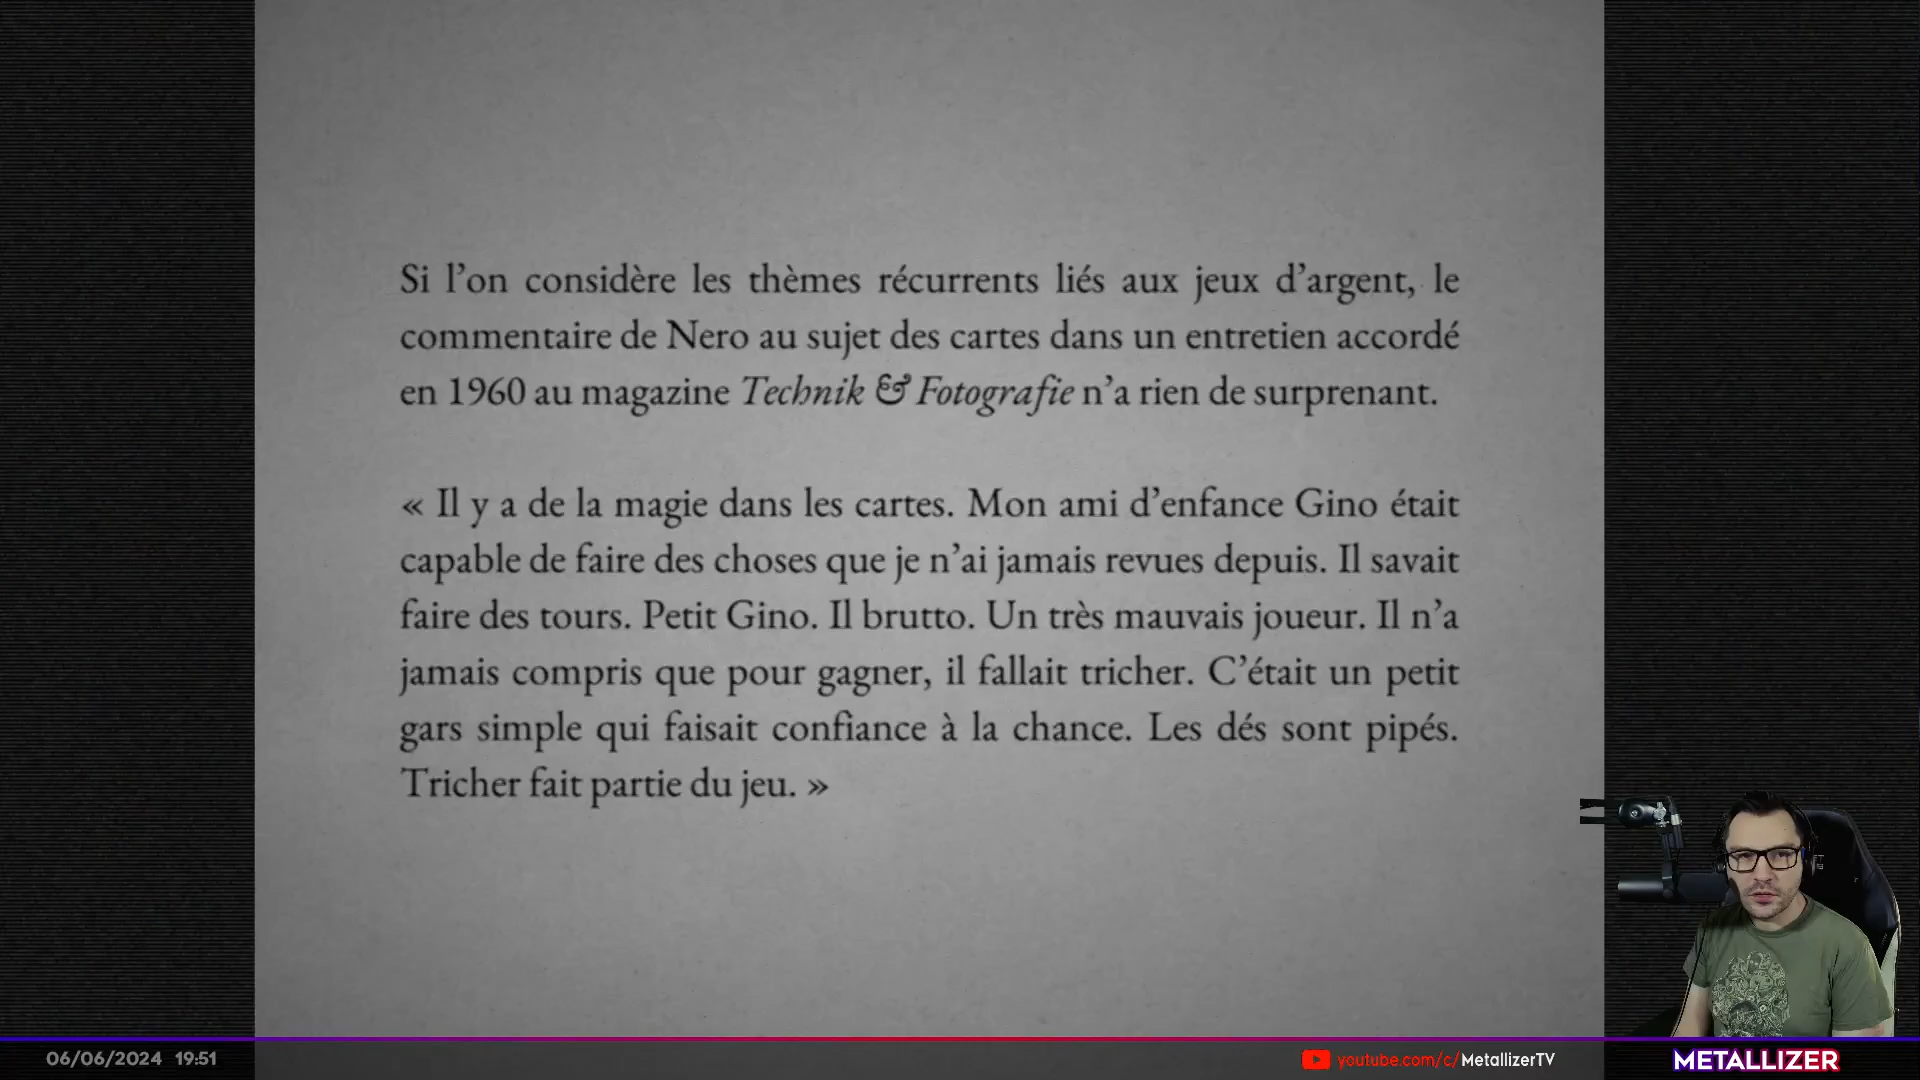 Si l’on considère les thèmes récurrents liés aux jeux d’argent, le
commentaire de Nero au sujet des cartes dans un entretien accordé
en 1960 au magazine Technik & Fotografie n’a rien de surprenant.
« Il y a de la magie dans les cartes. Mon ami d’enfance Gino était
capable de faire des choses que je n’ai jamais revues depuis. Il savait
faire des tours. Petit Gino. Il brutto. Un très mauvais joueur. Il n’a
jamais compris que pour gagner, il fallait tricher. C’était un petit
gars simple qui faisait confiance à la chance. Les dés sont pipés.
Tricher fait partie du jeu. »
06/06/2024 19:51
youtube.com/c/MetallizerTV
METALLIZER